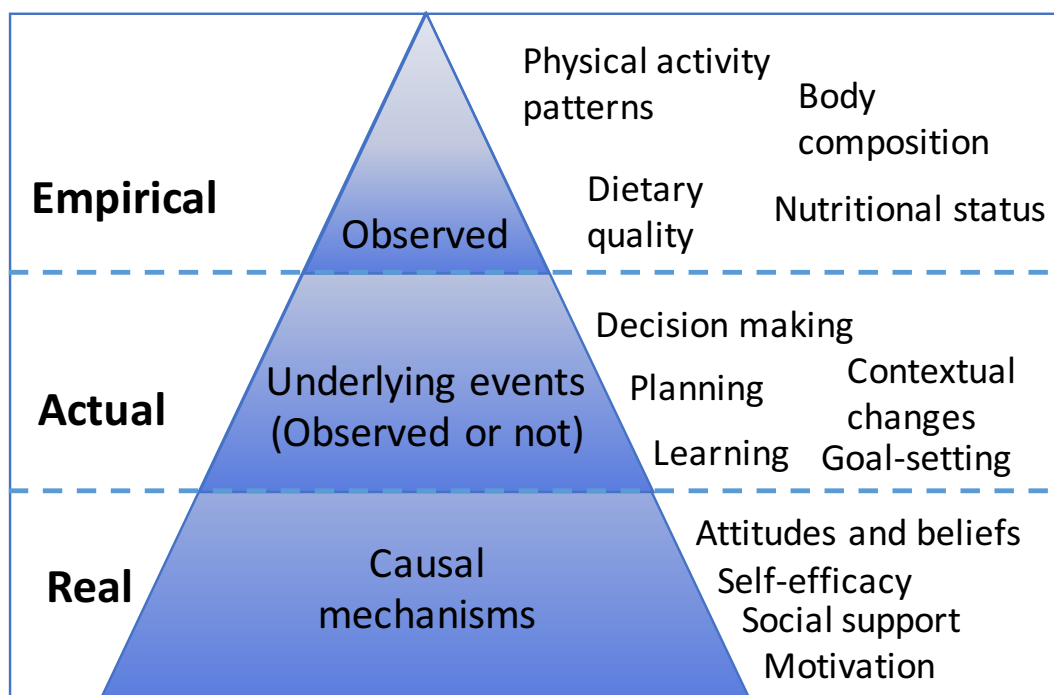 Empirical
Observed
Physical activity
patterns
Body
composition
Dietary
quality
Nutritional status
Actual
Underlying events
(Observed or not)
Decision making
Planning
Contextual
changes
Learning
Goal-setting
Real
Causal
mechanisms
Attitudes and beliefs
Self-efficacy
Social support
Motivation